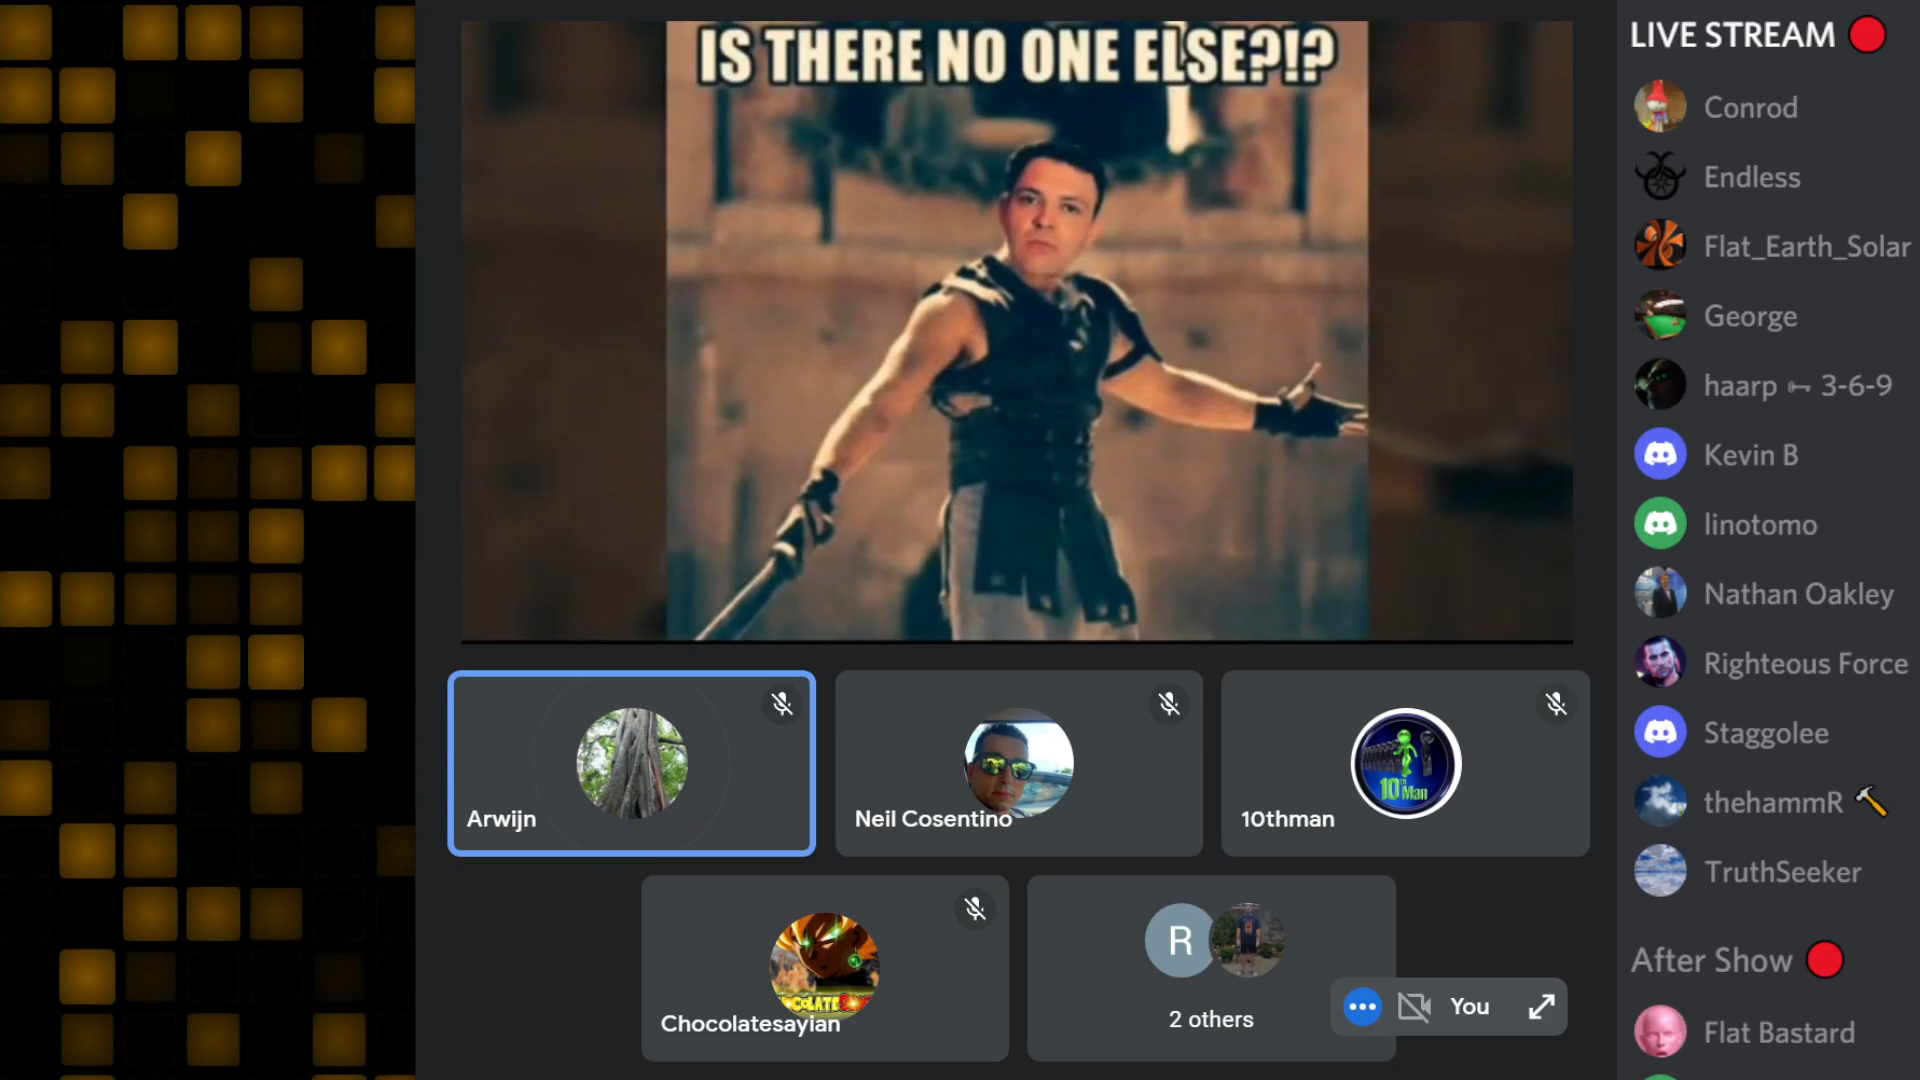 IS THERE NO ONE ELSE?!?
Arwijn
Neil Cosentino
10thman
10th Man
Chocolatesayian
R
2 others
You
LIVE STREAM
Conrod
Endless
Flat_Earth_Solar
George
haarp 3-6-9
Kevin B
linotomo
Nathan Oakley
Righteous Force
Staggolee
thehammR
TruthSeeker
After Show
Flat Bastard